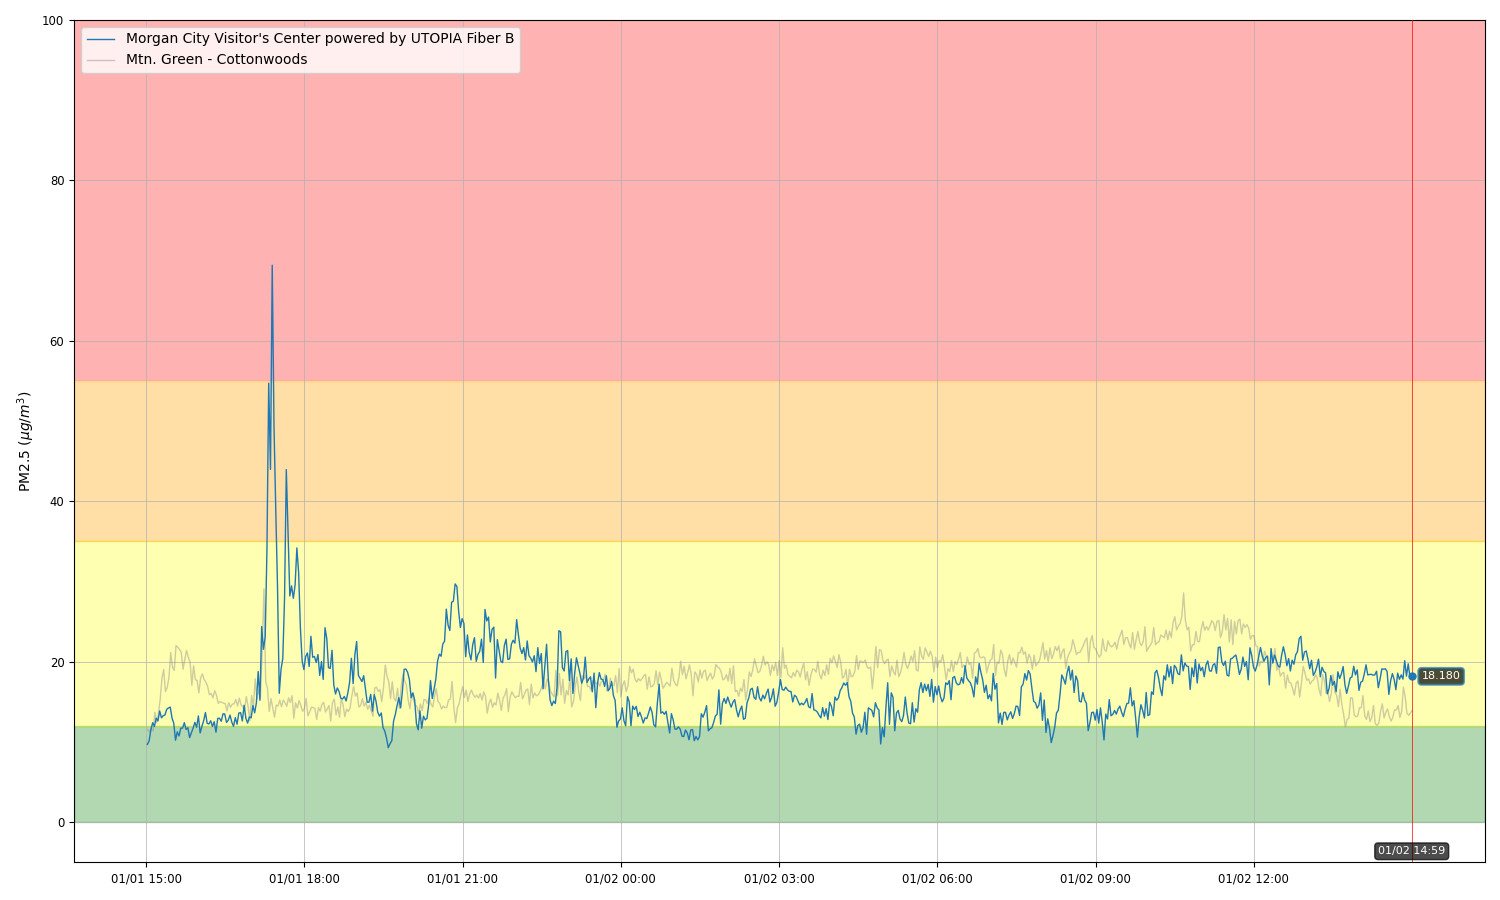 100
Morgan City Visitor's Center powered by UTOPIA Fiber B
Mtn. Green - Cottonwoods
80
60
PM2.5 (μg/m³)
40
20
18.180
0
01/02 14:59
01/01 15:00 01/01 18:00 01/01 21:00 01/02 00:00 01/02 03:00 01/02 06:00 01/02 09:00 01/02 12:00